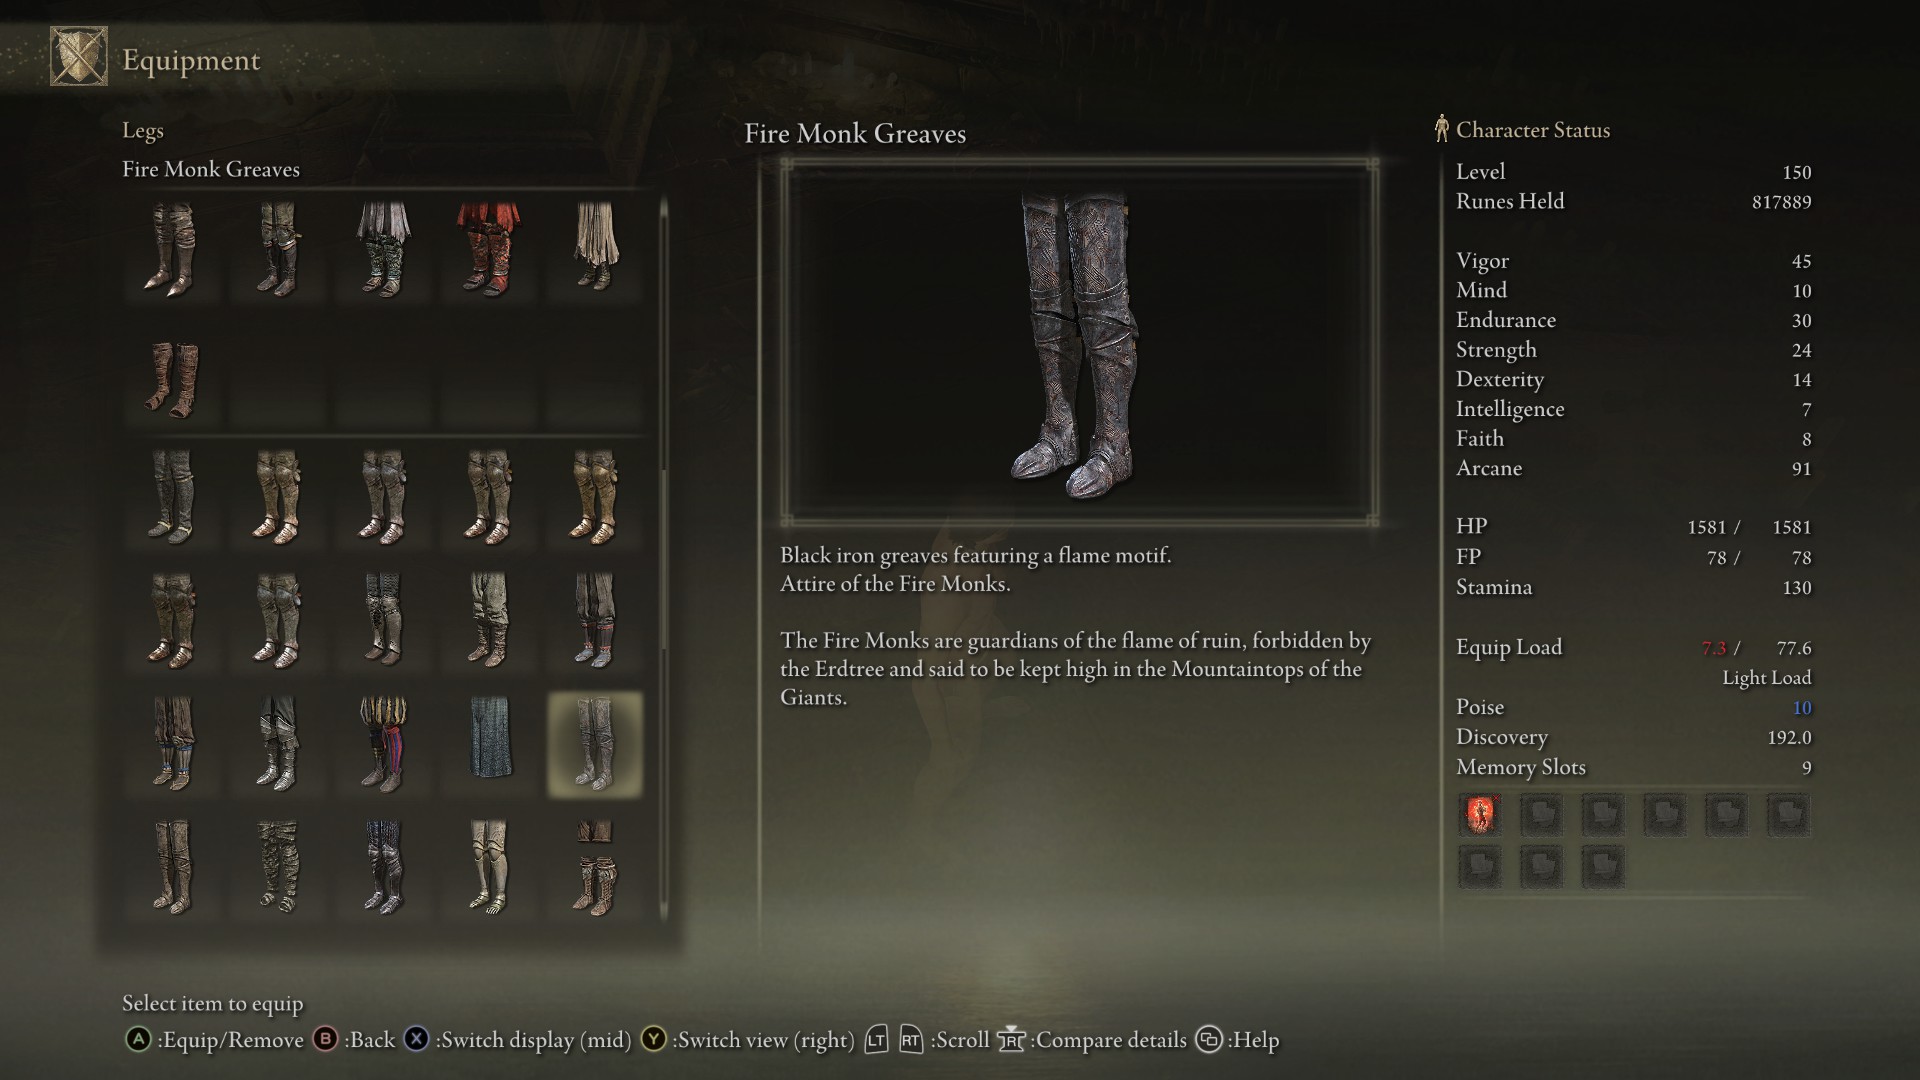 Equipment
Legs
Fire Monk Greaves
Fire Monk Greaves
Black iron greaves featuring a flame motif.
Attire of the Fire Monks.
The Fire Monks are guardians of the flame of ruin, forbidden by
the Erdtree and said to be kept high in the Mountaintops of the
Giants.
Character Status
Level 150
Runes Held 817889
Vigor 45
Mind 10
Endurance 30
Strength 24
Dexterity 14
Intelligence 7
Faith 8
Arcane 91
HP 1581 / 1581
FP 78 / 78
Stamina 130
Equip Load 7.3 / 77.6
Light Load
Poise 10
Discovery 192.0
Memory Slots 9
Select item to equip
A :Equip/Remove B :Back X :Switch display (mid) Y :Switch view (right) LT RT :Scroll R :Compare details :Help